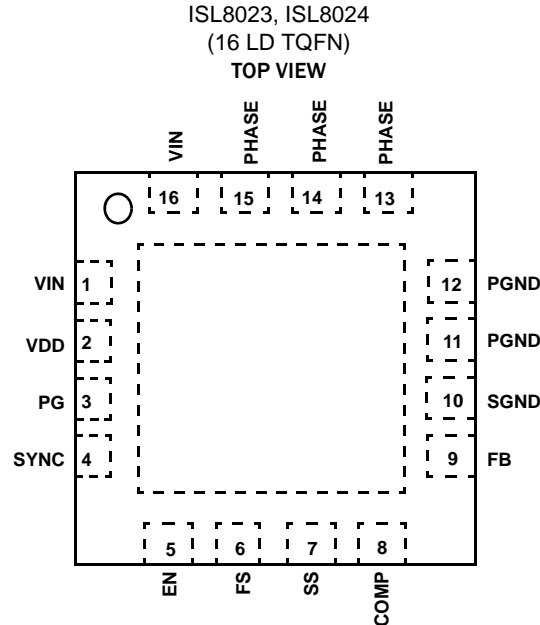 ISL8023, ISL8024
(16 LD TQFN)
TOP VIEW
VIN
PHASE
PHASE
PHASE
16
15
14
13
VIN 1
12 PGND
VDD 2
11 PGND
PG 3
10 SGND
SYNC 4
9 FB
5
6
7
8
EN
FS
SS
COMP